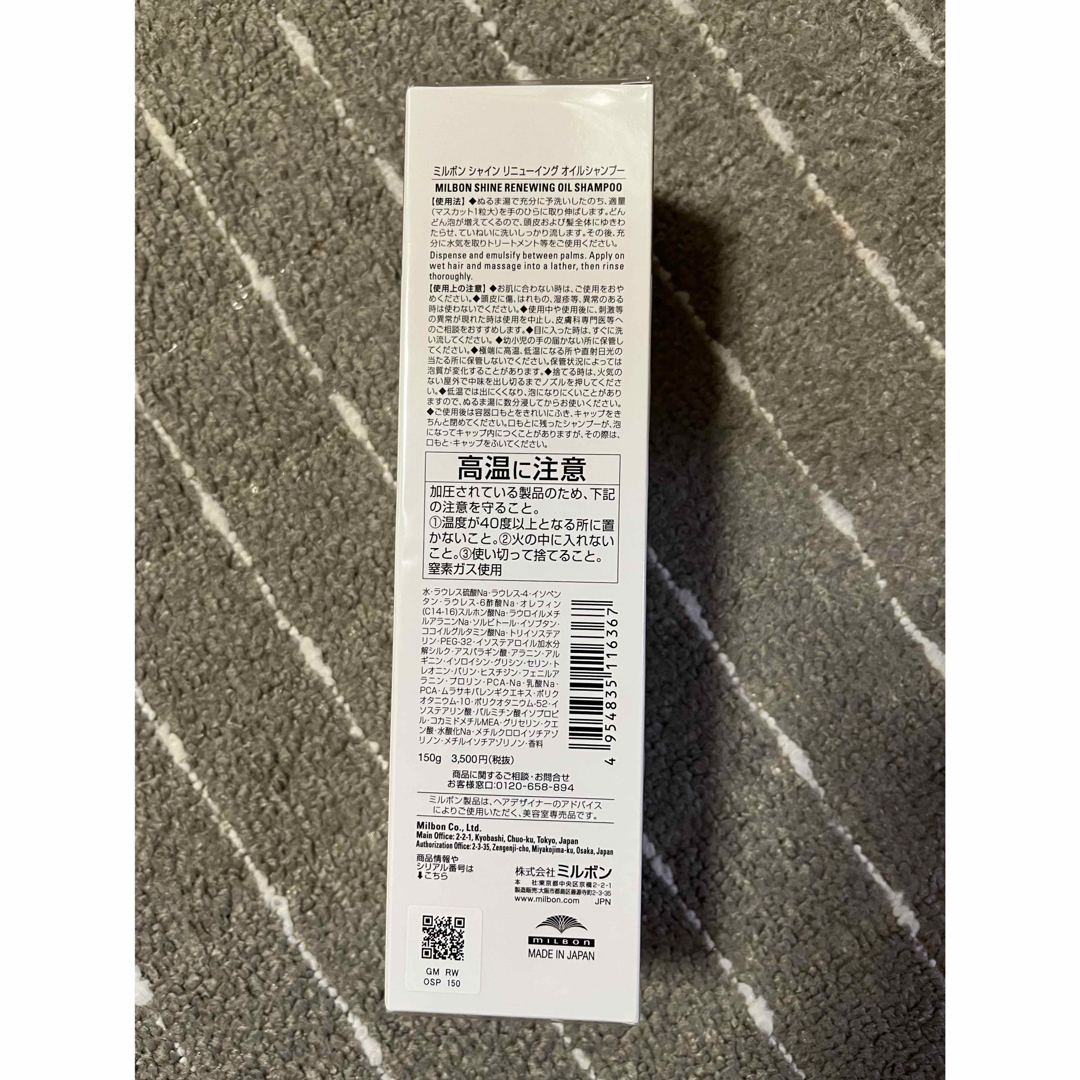 ミルボン シャイン リニューイング オイルシャンプー
MILBON SHINE RENEWING OIL SHAMPOO
【使用法】◆ぬるま湯で充分に予洗いしたのち、適量
(マスカット1粒大)を手のひらに取り伸ばします。どん
どん泡が増えてくるので、頭皮および髪全体にゆきわ
たらせ、ていねいに洗いしっかり流します。その後、充
分に水気を取りトリートメント等をご使用ください。
Dispense and emulsify between palms. Apply on
wet hair and massage into a lather, then rinse
thoroughly.
【使用上の注意】◆お肌に合わない時は、ご使用をおや
めください。◆頭皮に傷、はれもの、湿疹等、異常のある
時は使わないでください。◆使用中や使用後に、刺激等
の異常が現れた時は使用を中止し、皮膚科専門医等へ
のご相談をおすすめします。◆目に入った時は、すぐに洗
い流してください。◆幼小児の手の届かない所に保管し
てください。◆極端に高温、低温になる所や直射日光の
当たる所に保管しないでください。保管状況によっては
泡質が変化することがあります。◆捨てる時は、火気の
ない屋外で中味を出し切るまでノズルを押してくださ
い。◆低温では出にくくなり、泡になりにくいことがあり
ますので、ぬるま湯に数分浸してからお使いください。
◆ご使用後は容器口もとをきれいにふき、キャップをき
ちんと閉めてください。口もとに残ったシャンプーが、泡
になってキャップ内につくことがありますが、その際は、
口もと・キャップをふいてください。
高温に注意
加圧されている製品のため、下記
の注意を守ること。
①温度が40度以上となる所に置
かないこと。②火の中に入れない
こと。③使い切って捨てること。
窒素ガス使用
水・ラウレス硫酸Na・ラウレス-4・イソペン
タン・ラウレス-6酢酸Na・オレフィン
(C14-16)スルホン酸Na・ラウロイルメチ
ルアラニンNa・ソルビトール・イソブタン・
ココイルグルタミン酸Na・トリイソステア
リン・PEG-32・イソステアロイル加水分
解シルク・アスパラギン酸・アラニン・アル
ギニン・イソロイシン・グリシン・セリン・ト
レオニン・バリン・ヒスチジン・フェニルア
ラニン・プロリン・PCA-Na・乳酸Na・
PCA・ムラサキバレンギクエキス・ポリク
オタニウム-10・ポリクオタニウム-52・イ
ソステアリン酸・パルミチン酸イソプロピ
ル・コカミドメチルMEA・グリセリン・クエ
ン酸・水酸化Na・メチルクロロイソチアゾ
リノン・メチルイソチアゾリノン・香料
4 954835 116367
150g 3,500円(税抜)
商品に関するご相談・お問合せ
お客様窓口:0120-658-894
ミルボン製品は、ヘアデザイナーのアドバイス
によりご使用いただく、美容室専売品です。
Milbon Co., Ltd.
Main Office: 2-2-1, Kyobashi, Chuo-ku, Tokyo, Japan
Authorization Office: 2-3-35, Zengenji-cho, Miyakojima-ku, Osaka, Japan
商品情報や
シリアル番号は
⬇こちら
株式会社 ミルボン
本 社:東京都中央区京橋2-2-1
製造販売:大阪市都島区善源寺町2-3-35
www.milbon.com JPN
MILBON
MADE IN JAPAN
GM RW
OSP 150